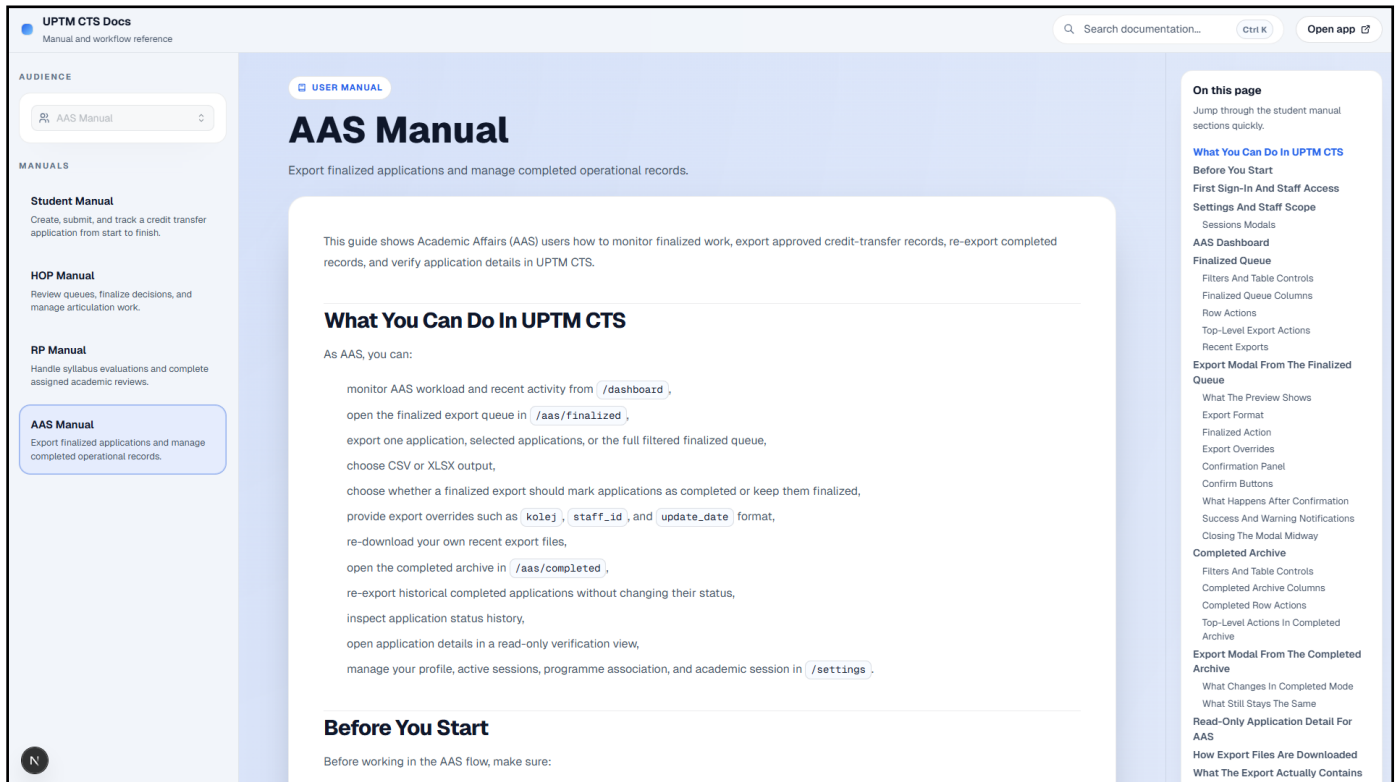 UPTM CTS Docs
Manual and workflow reference
Search documentation...
Ctrl K
Open app
AUDIENCE
AAS Manual
MANUALS
Student Manual
Create, submit, and track a credit transfer
application from start to finish.
HOP Manual
Review queues, finalize decisions, and
manage articulation work.
RP Manual
Handle syllabus evaluations and complete
assigned academic reviews.
AAS Manual
Export finalized applications and manage
completed operational records.
N
USER MANUAL
AAS Manual
Export finalized applications and manage completed operational records.
This guide shows Academic Affairs (AAS) users how to monitor finalized work, export approved credit-transfer records, re-export completed
records, and verify application details in UPTM CTS.
What You Can Do In UPTM CTS
As AAS, you can:
monitor AAS workload and recent activity from /dashboard,
open the finalized export queue in /aas/finalized,
export one application, selected applications, or the full filtered finalized queue,
choose CSV or XLSX output,
choose whether a finalized export should mark applications as completed or keep them finalized,
provide export overrides such as kolej, staff_id, and update_date format,
re-download your own recent export files,
open the completed archive in /aas/completed,
re-export historical completed applications without changing their status,
inspect application status history,
open application details in a read-only verification view,
manage your profile, active sessions, programme association, and academic session in /settings.
Before You Start
Before working in the AAS flow, make sure:
On this page
Jump through the student manual
sections quickly.
What You Can Do In UPTM CTS
Before You Start
First Sign-In And Staff Access
Settings And Staff Scope
Sessions Modals
AAS Dashboard
Finalized Queue
Filters And Table Controls
Finalized Queue Columns
Row Actions
Top-Level Export Actions
Recent Exports
Export Modal From The Finalized
Queue
What The Preview Shows
Export Format
Finalized Action
Export Overrides
Confirmation Panel
Confirm Buttons
What Happens After Confirmation
Success And Warning Notifications
Closing The Modal Midway
Completed Archive
Filters And Table Controls
Completed Archive Columns
Completed Row Actions
Top-Level Actions In Completed
Archive
Export Modal From The Completed
Archive
What Changes In Completed Mode
What Still Stays The Same
Read-Only Application Detail For
AAS
How Export Files Are Downloaded
What The Export Actually Contains